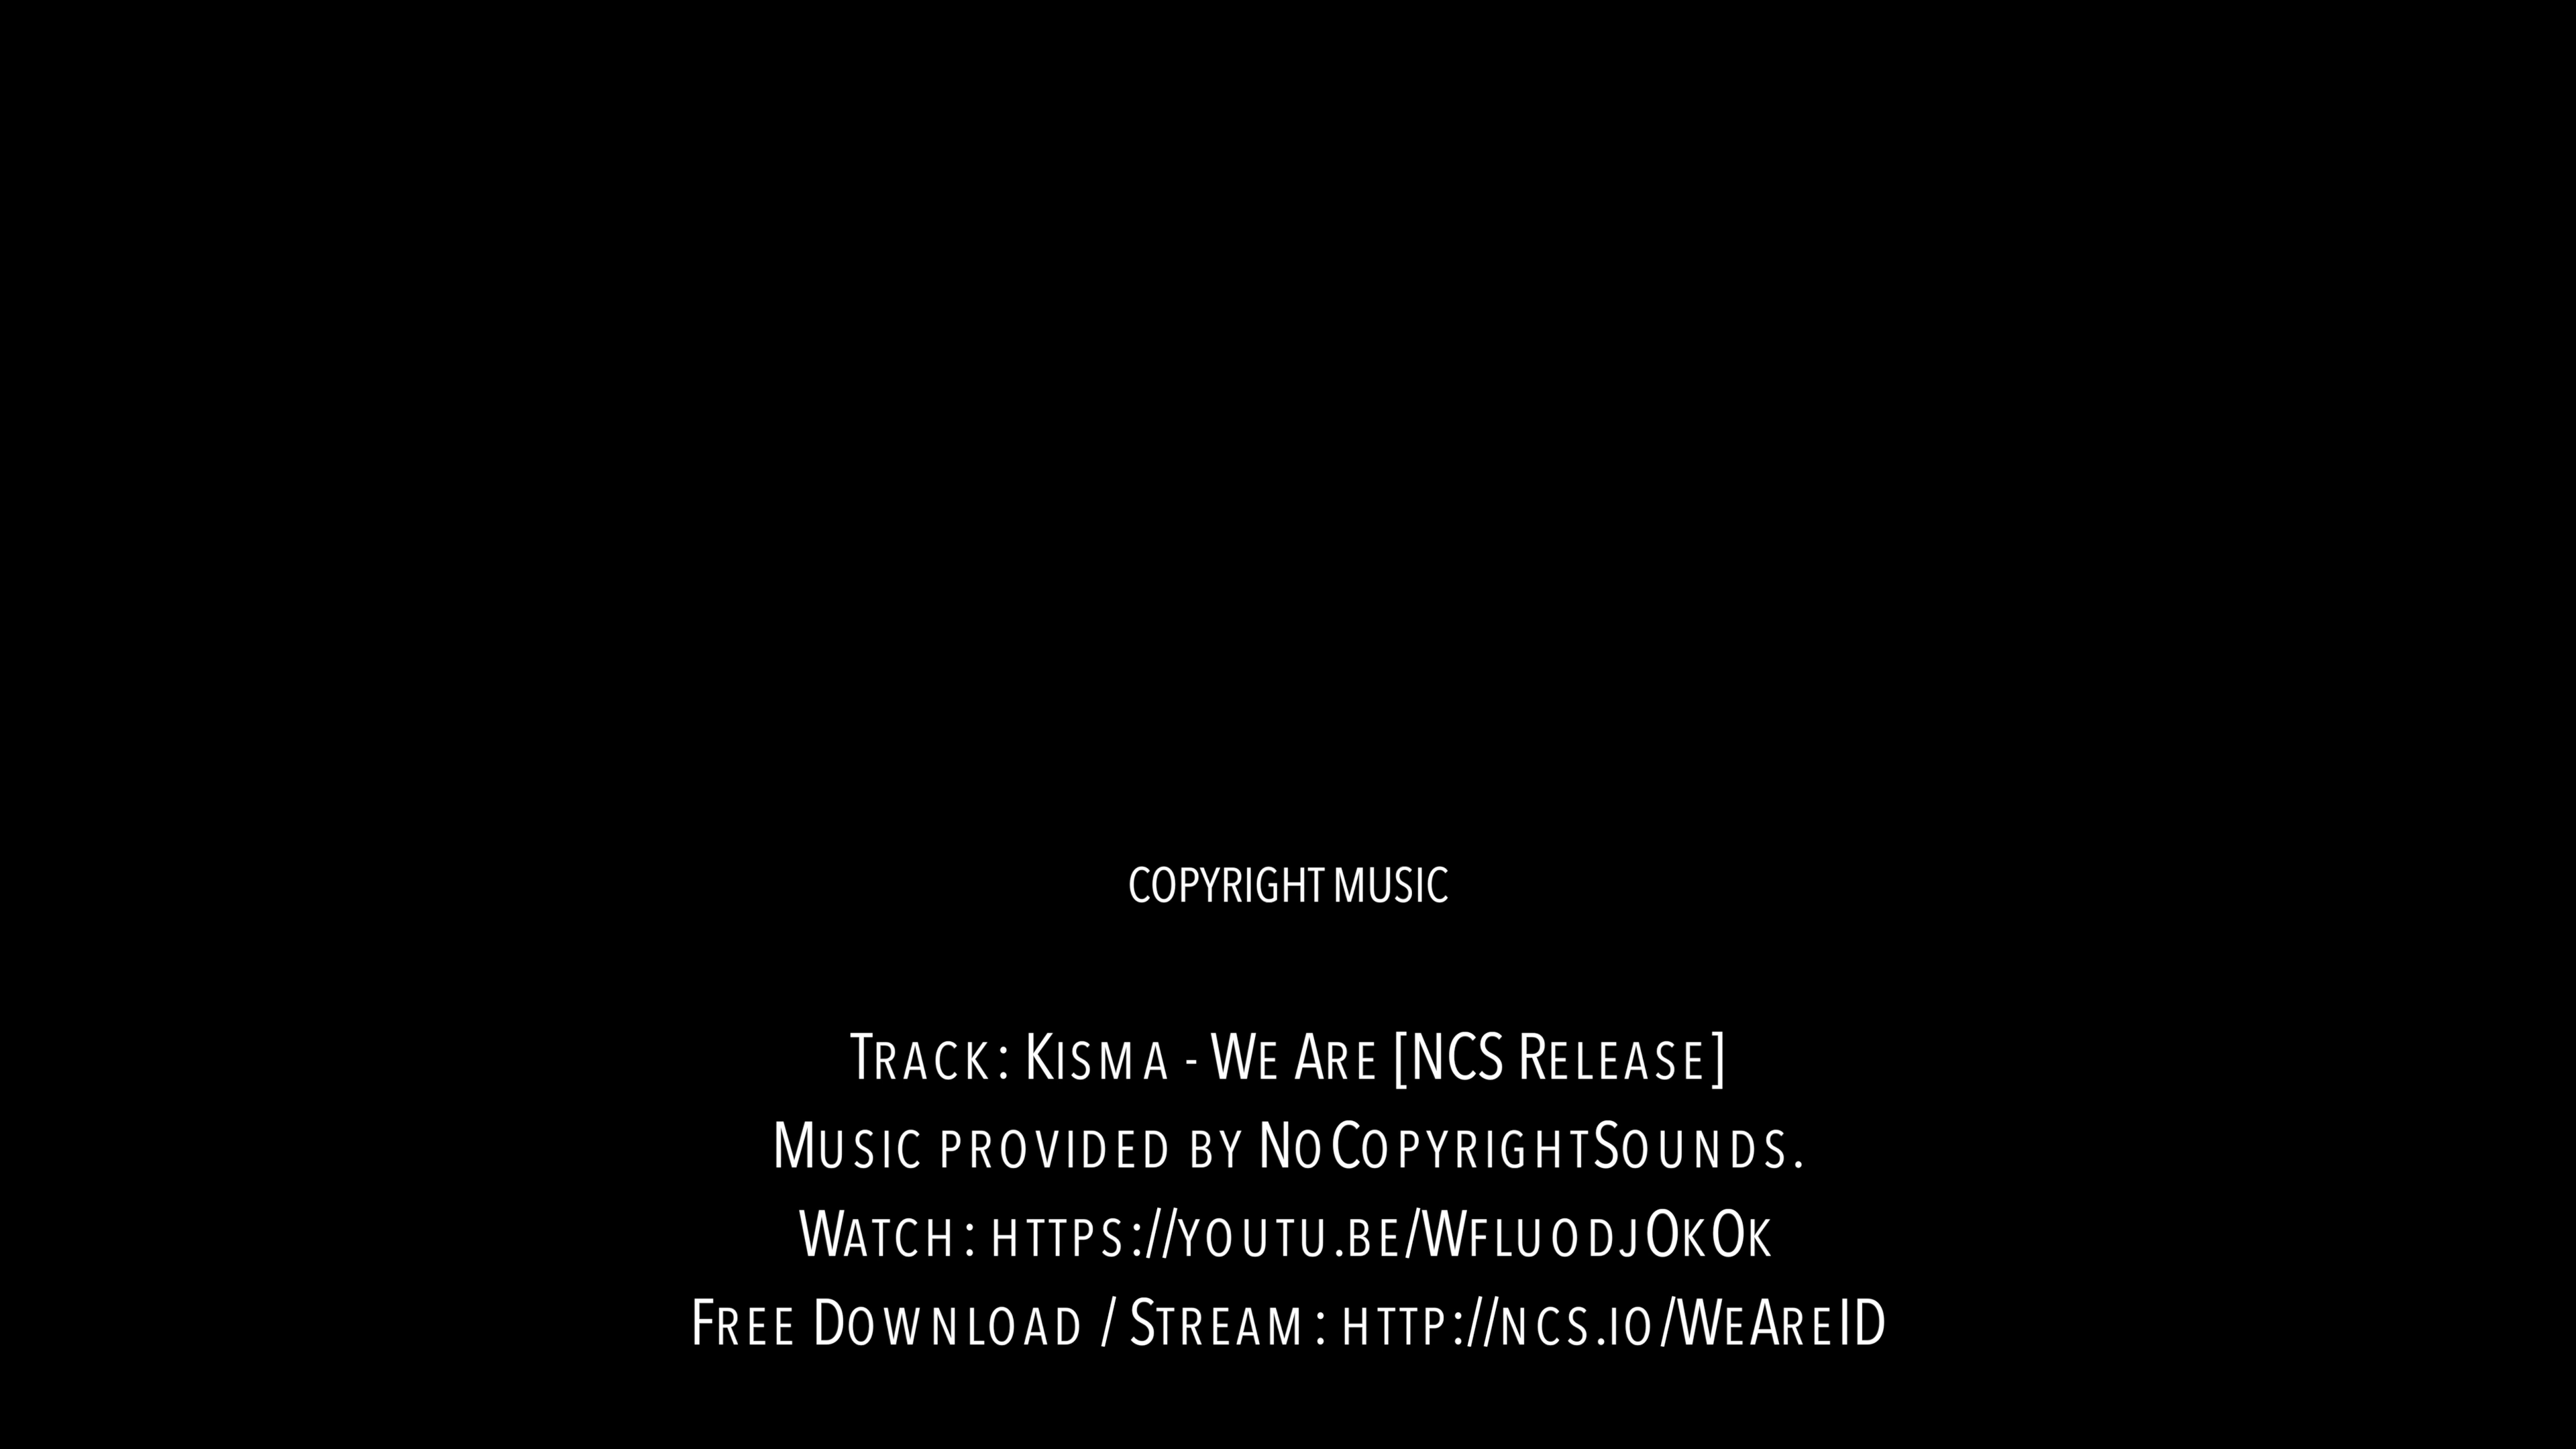 COPYRIGHT MUSIC
Track: Kisma - We Are [NCS Release]
Music provided by NoCopyrightSounds.
Watch: https://youtu.be/WfluodjOkOk
Free Download / Stream: http://ncs.io/WeAreID